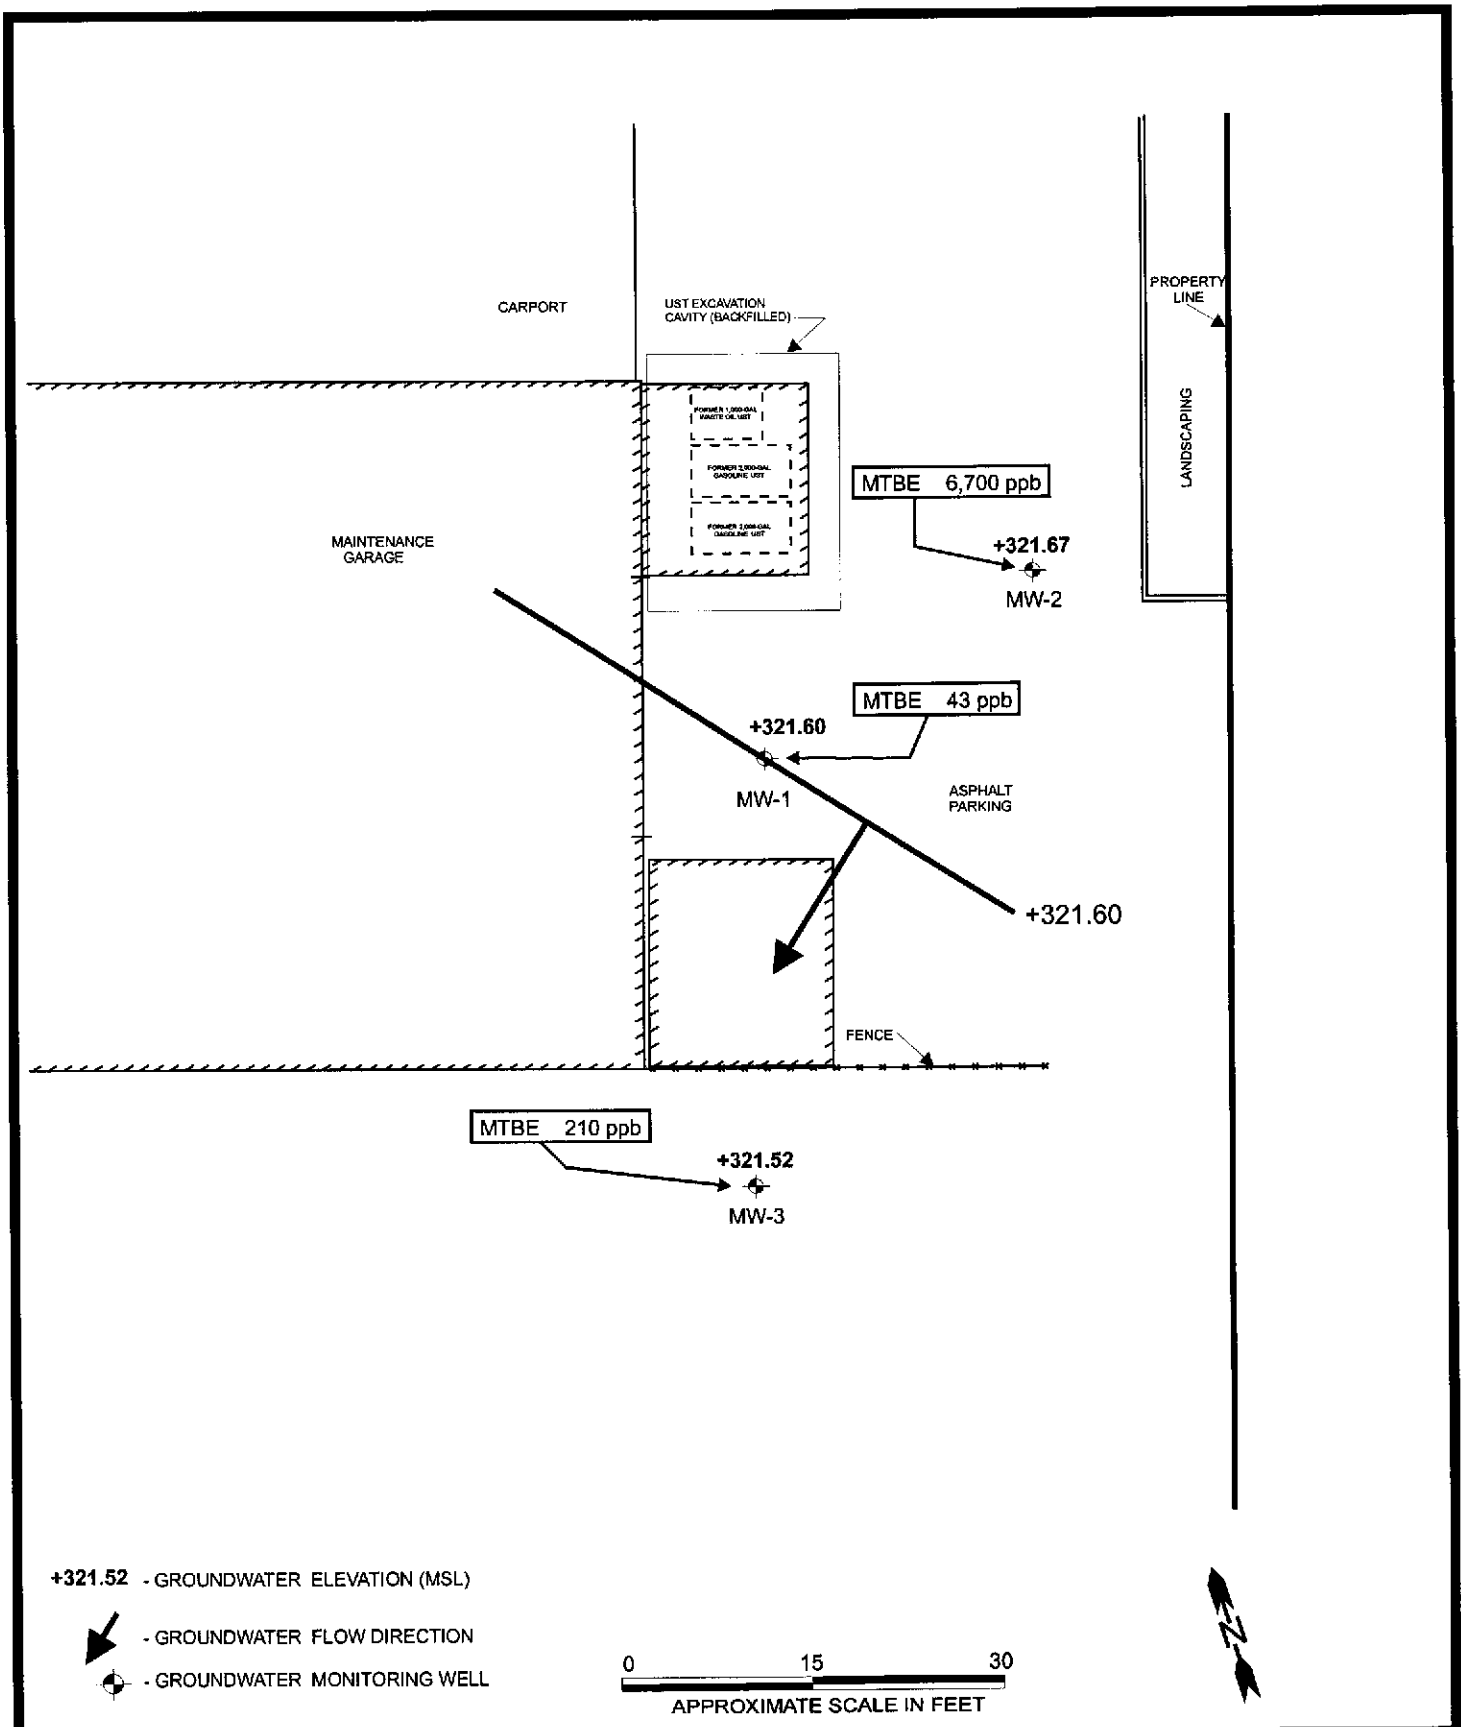 CARPORT
UST EXCAVATION
CAVITY (BACKFILLED)
PROPERTY
LINE
LANDSCAPING
FORMER 1,000-GAL
WASTE OIL UST
FORMER 2,000-GAL
GASOLINE UST
FORMER 2,000-GAL
GASOLINE UST
MTBE 6,700 ppb
+321.67
MW-2
MAINTENANCE
GARAGE
MTBE 43 ppb
+321.60
MW-1
ASPHALT
PARKING
+321.60
FENCE
MTBE 210 ppb
+321.52
MW-3
+321.52 - GROUNDWATER ELEVATION (MSL)
- GROUNDWATER FLOW DIRECTION
- GROUNDWATER MONITORING WELL
0 15 30
APPROXIMATE SCALE IN FEET
N